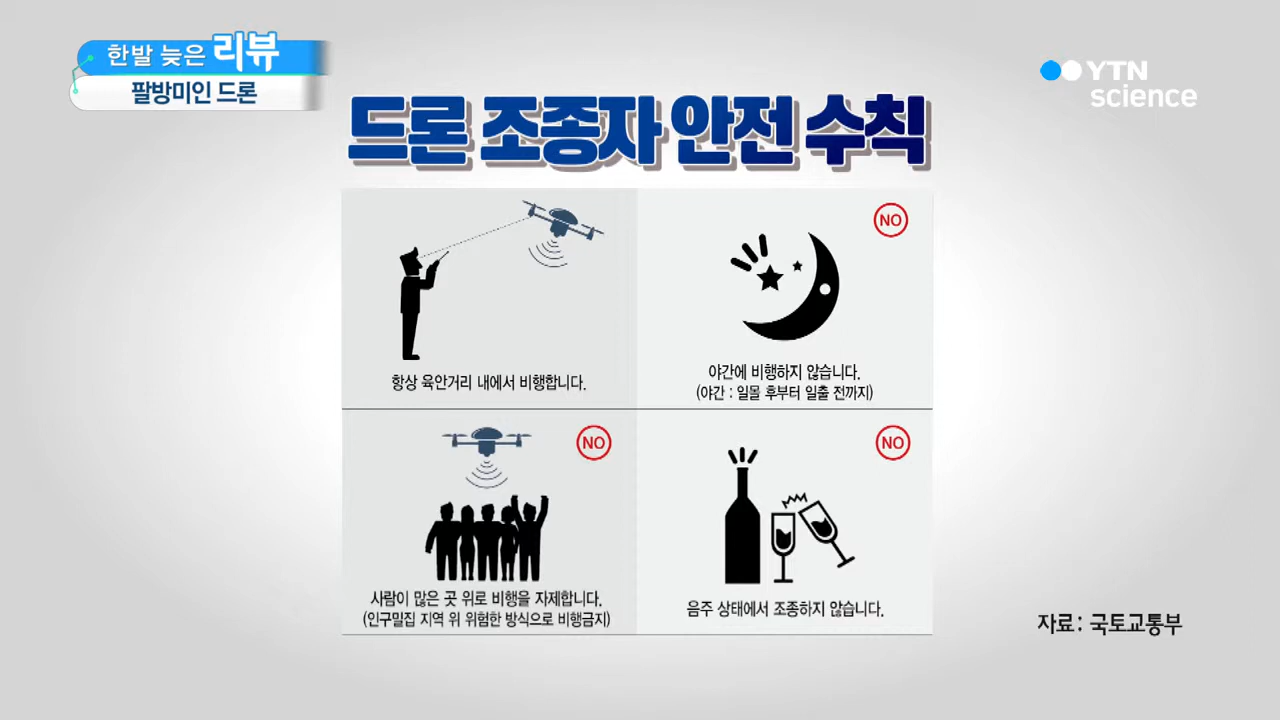 한발 늦은 리뷰
팔방미인 드론
YTN
science
드론 조종자 안전 수칙
항상 육안거리 내에서 비행합니다.
NO
야간에 비행하지 않습니다.
(야간 : 일몰 후부터 일출 전까지)
NO
사람이 많은 곳 위로 비행을 자제합니다.
(인구밀집 지역 위 위험한 방식으로 비행금지)
NO
음주 상태에서 조종하지 않습니다.
자료: 국토교통부